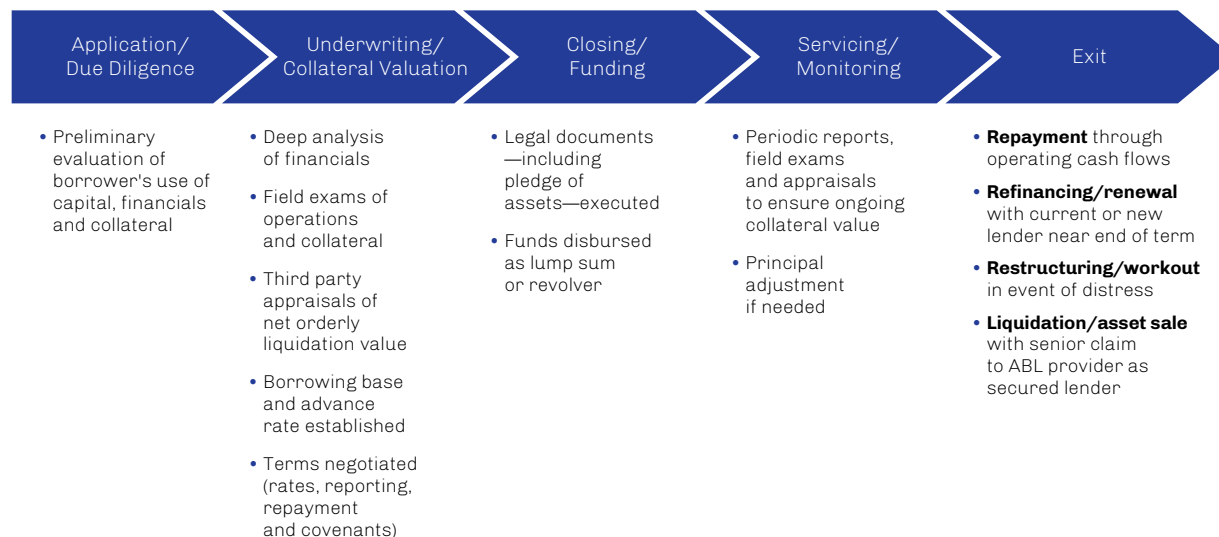 Application/
Due Diligence
Underwriting/
Collateral Valuation
Closing/
Funding
Servicing/
Monitoring
Exit
• Preliminary
evaluation of
borrower's use of
capital, financials
and collateral
• Deep analysis
of financials
• Field exams of
operations
and collateral
• Third party
appraisals of
net orderly
liquidation value
• Borrowing base
and advance
rate established
• Terms negotiated
(rates, reporting,
repayment
and covenants)
• Legal documents
—including
pledge of
assets—executed
• Funds disbursed
as lump sum
or revolver
• Periodic reports,
field exams
and appraisals
to ensure ongoing
collateral value
• Principal
adjustment
if needed
• Repayment through
operating cash flows
• Refinancing/renewal
with current or new
lender near end of term
• Restructuring/workout
in event of distress
• Liquidation/asset sale
with senior claim
to ABL provider as
secured lender